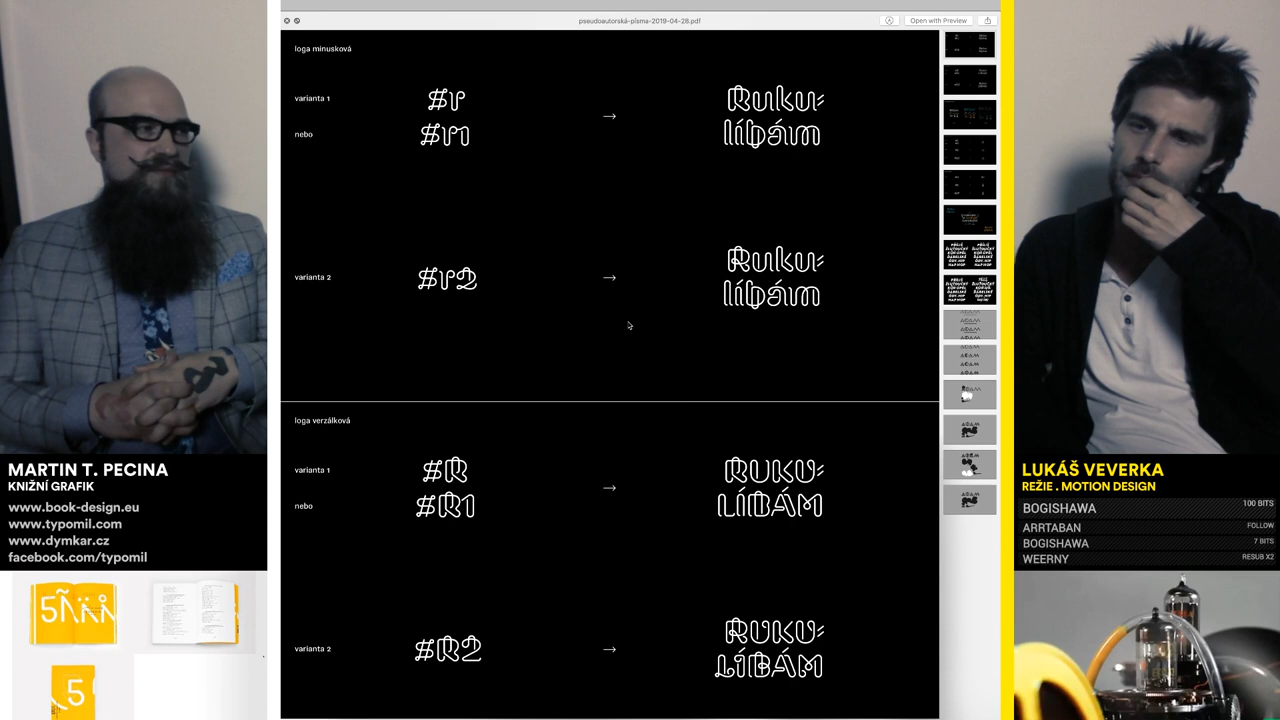 pseudoautorská-písma-2019-04-28.pdf
Open with Preview
loga minusková
varianta 1
#r
Ruku-
nebo
#r1
líbám
varianta 2
#r2
Ruku-
líbám
loga verzálková
varianta 1
#R
RUKU-
nebo
#R1
LÍBÁM
varianta 2
#R2
RUKU-
LÍBÁM
MARTIN T. PECINA
KNIŽNÍ GRAFIK
www.book-design.eu
www.typomil.com
www.dymkar.cz
facebook.com/typomil
LUKÁŠ VEVERKA
REŽIE . MOTION DESIGN
BOGISHAWA 100 BITS
ARRTABAN FOLLOW
BOGISHAWA 7 BITS
WEERNY RESUB X2